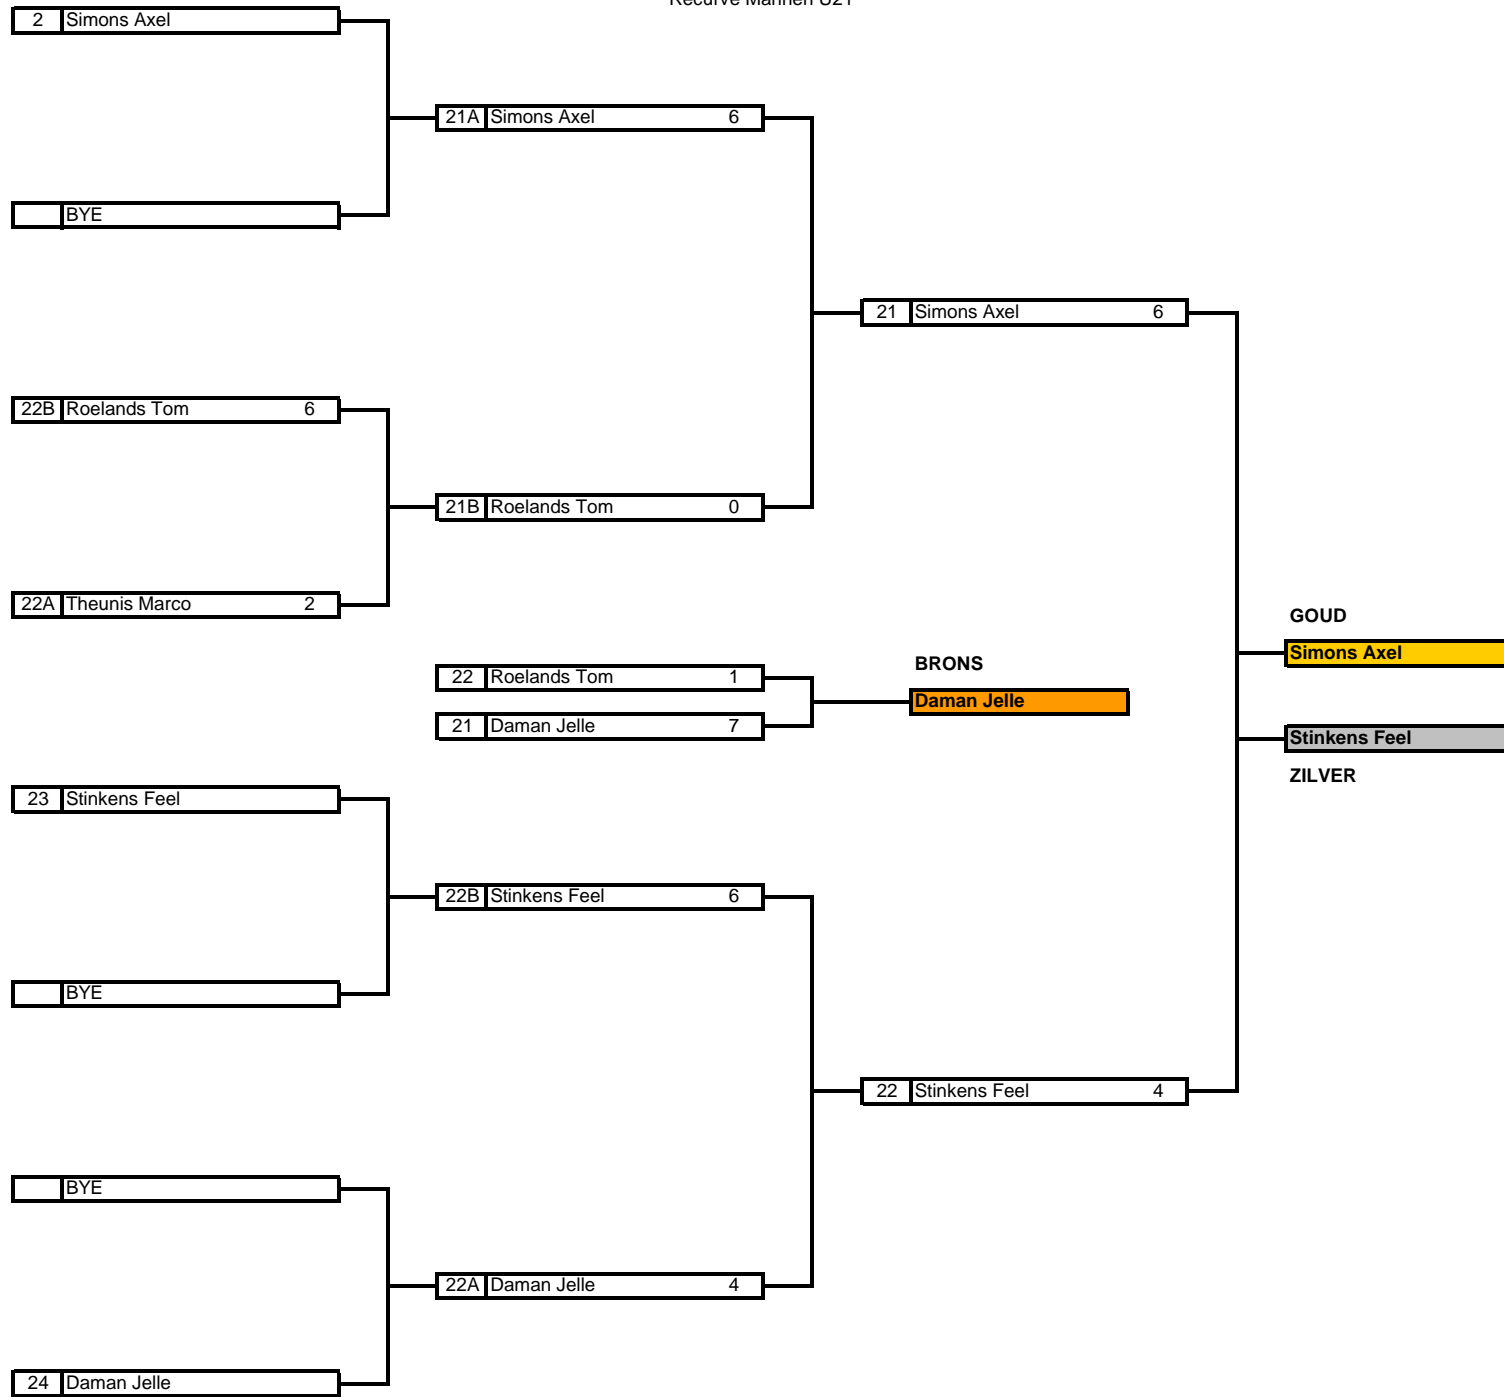 Recurve Mannen U21
2 Simons Axel
21A Simons Axel 6
BYE
21 Simons Axel 6
22B Roelands Tom 6
21B Roelands Tom 0
22A Theunis Marco 2
GOUD
Simons Axel
BRONS
22 Roelands Tom 1
Daman Jelle
21 Daman Jelle 7
Stinkens Feel
ZILVER
23 Stinkens Feel
22B Stinkens Feel 6
BYE
22 Stinkens Feel 4
BYE
22A Daman Jelle 4
24 Daman Jelle